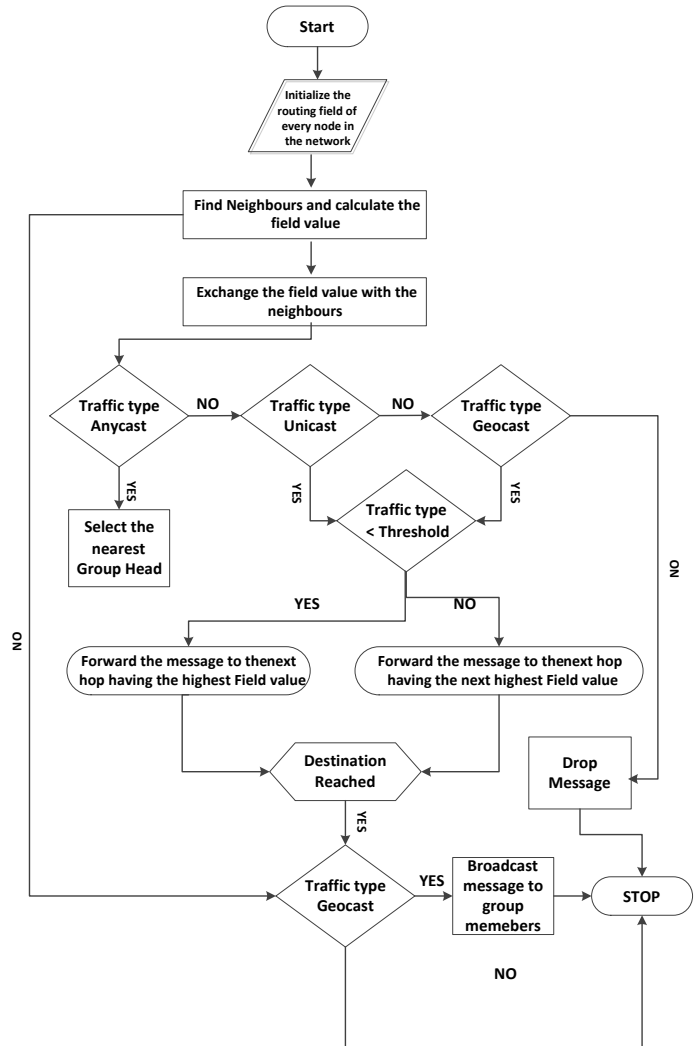 Start
Initialize the
routing field of
every node in
the network
Find Neighbours and calculate the
field value
Exchange the field value with the
neighbours
Traffic type
Anycast
NO
Traffic type
Unicast
NO
Traffic type
Geocast
YES
YES
YES
Select the
nearest
Group Head
Traffic type
< Threshold
NO
YES
NO
NO
Forward the message to thenext
hop having the highest Field value
Forward the message to thenext hop
having the next highest Field value
Destination
Reached
Drop
Message
YES
Traffic type
Geocast
YES
Broadcast
message to
group
memebers
STOP
NO